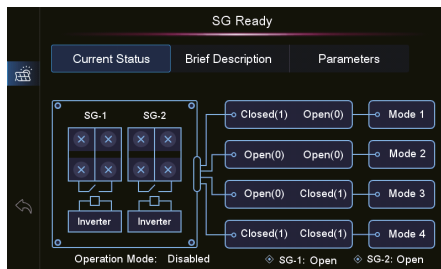 SG Ready
Current Status Brief Description Parameters
SG-1 SG-2
Closed(1) Open(0) Mode 1
Open(0) Open(0) Mode 2
Open(0) Closed(1) Mode 3
Inverter Inverter
Closed(1) Closed(1) Mode 4
Operation Mode: Disabled SG-1: Open SG-2: Open